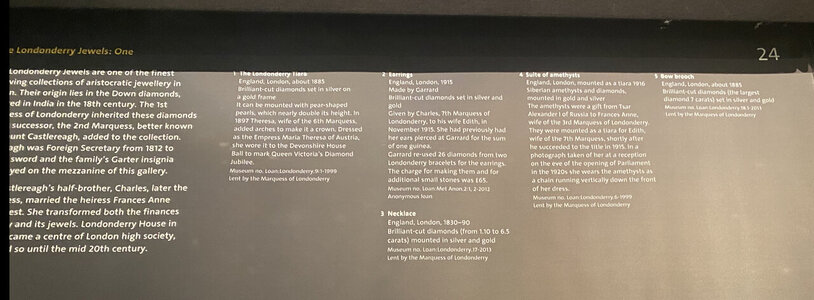 e Londonderry Jewels: One
24
Londonderry Jewels are one of the finest
ving collections of aristocratic jewellery in
n. Their origin lies in the Down diamonds,
red in India in the 18th century. The 1st
ess of Londonderry inherited these diamonds
successor, the 2nd Marquess, better known
unt Castlereagh, added to the collection.
agh was Foreign Secretary from 1812 to
sword and the family's Garter insignia
yed on the mezzanine of this gallery.
tlereagh's half-brother, Charles, later the
ss, married the heiress Frances Anne
est. She transformed both the finances
y and its jewels. Londonderry House in
came a centre of London high society,
d so until the mid 20th century.
1 The Londonderry Tiara
England, London, about 1885
Brilliant-cut diamonds set in silver on
a gold frame
It can be mounted with pear-shaped
pearls, which nearly double its height. In
1897 Theresa, wife of the 6th Marquess,
added arches to make it a crown. Dressed
as the Empress Maria Theresa of Austria,
she wore it to the Devonshire House
Ball to mark Queen Victoria's Diamond
Jubilee.
Museum no. Loan:Londonderry.9:1-1999
Lent by the Marquess of Londonderry
2 Earrings
England, London, 1915
Made by Garrard
Brilliant-cut diamonds set in silver and
gold
Given by Charles, 7th Marquess of
Londonderry, to his wife Edith, in
November 1915. She had previously had
her ears pierced at Garrard for the sum
of one guinea.
Garrard re-used 26 diamonds from two
Londonderry bracelets for the earrings.
The charge for making them and for
additional small stones was £65.
Museum no. Loan:Met Anon.2:1, 2-2012
Anonymous loan
3 Necklace
England, London, 1830–90
Brilliant-cut diamonds (from 1.10 to 6.5
carats) mounted in silver and gold
Museum no. Loan:Londonderry.17-2013
Lent by the Marquess of Londonderry
4 Suite of amethysts
England, London, mounted as a tiara 1916
Siberian amethysts and diamonds,
mounted in gold and silver
The amethysts were a gift from Tsar
Alexander I of Russia to Frances Anne,
wife of the 3rd Marquess of Londonderry.
They were mounted as a tiara for Edith,
wife of the 7th Marquess, shortly after
he succeeded to the title in 1915. In a
photograph taken of her at a reception
on the eve of the opening of Parliament
in the 1920s she wears the amethysts as
a chain running vertically down the front
of her dress.
Museum no. Loan:Londonderry.6-1999
Lent by the Marquess of Londonderry
5 Bow brooch
England, London, about 1885
Brilliant-cut diamonds (the largest
diamond 7 carats) set in silver and gold
Museum no. Loan:Londonderry.18:1-2013
Lent by the Marquess of Londonderry